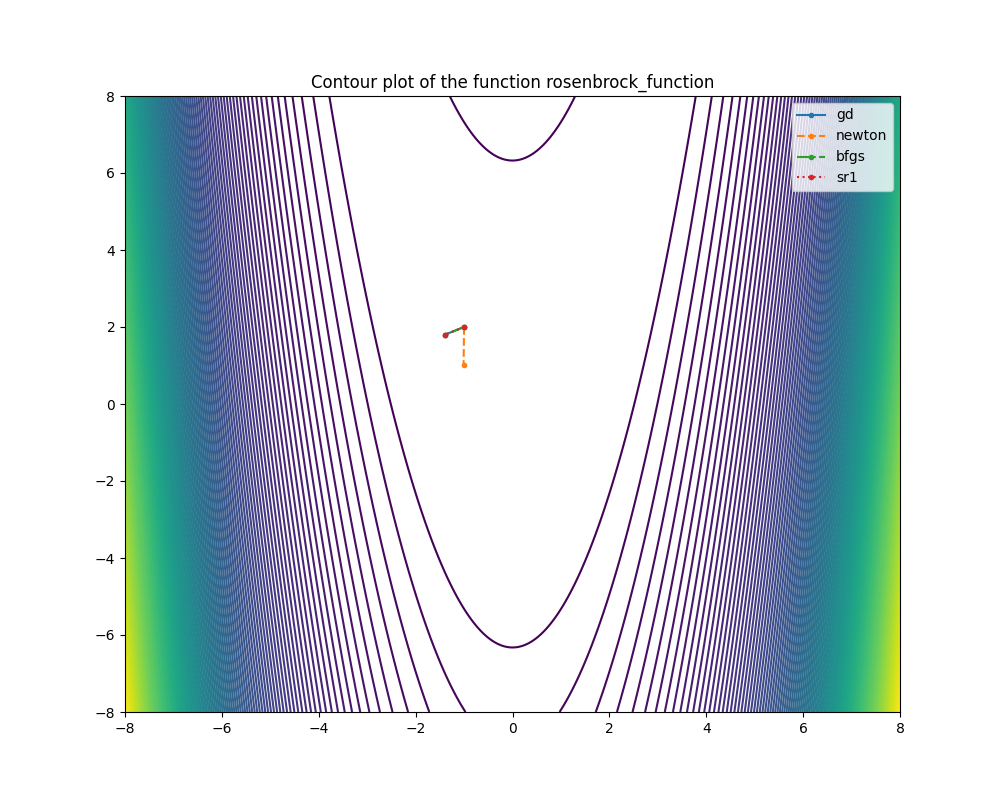 Contour plot of the function rosenbrock_function
gd
newton
bfgs
sr1
8
6
4
2
0
−2
−4
−6
−8
−8 −6 −4 −2 0 2 4 6 8